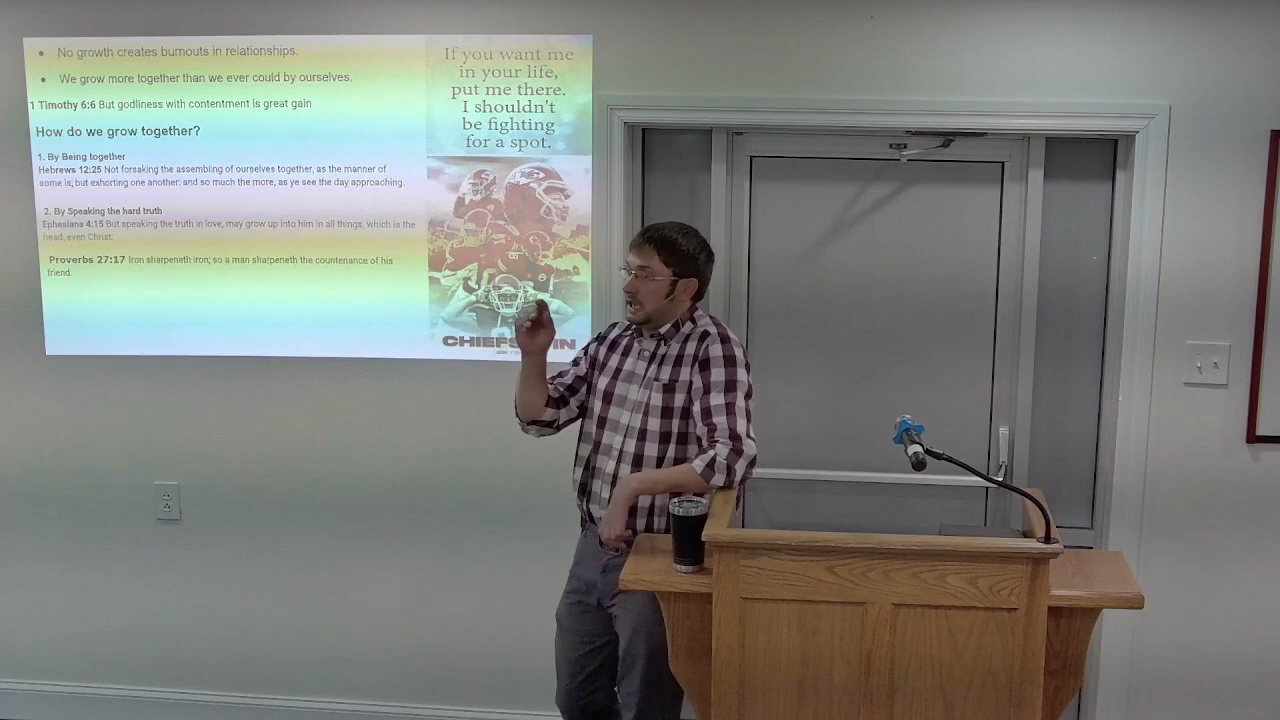 No growth creates burnouts in relationships.
We grow more together than we ever could by ourselves.
1 Timothy 6:6 But godliness with contentment is great gain
How do we grow together?
1. By Being together
Hebrews 12:25 Not forsaking the assembling of ourselves together, as the manner of
some is; but exhorting one another: and so much the more, as ye see the day approaching.
2. By Speaking the hard truth
Ephesians 4:15 But speaking the truth in love, may grow up into him in all things, which is the
head, even Christ:
Proverbs 27:17 Iron sharpeneth iron; so a man sharpeneth the countenance of his
friend.
If you want me
in your life,
put me there.
I shouldn't
be fighting
for a spot.
CHIEFS